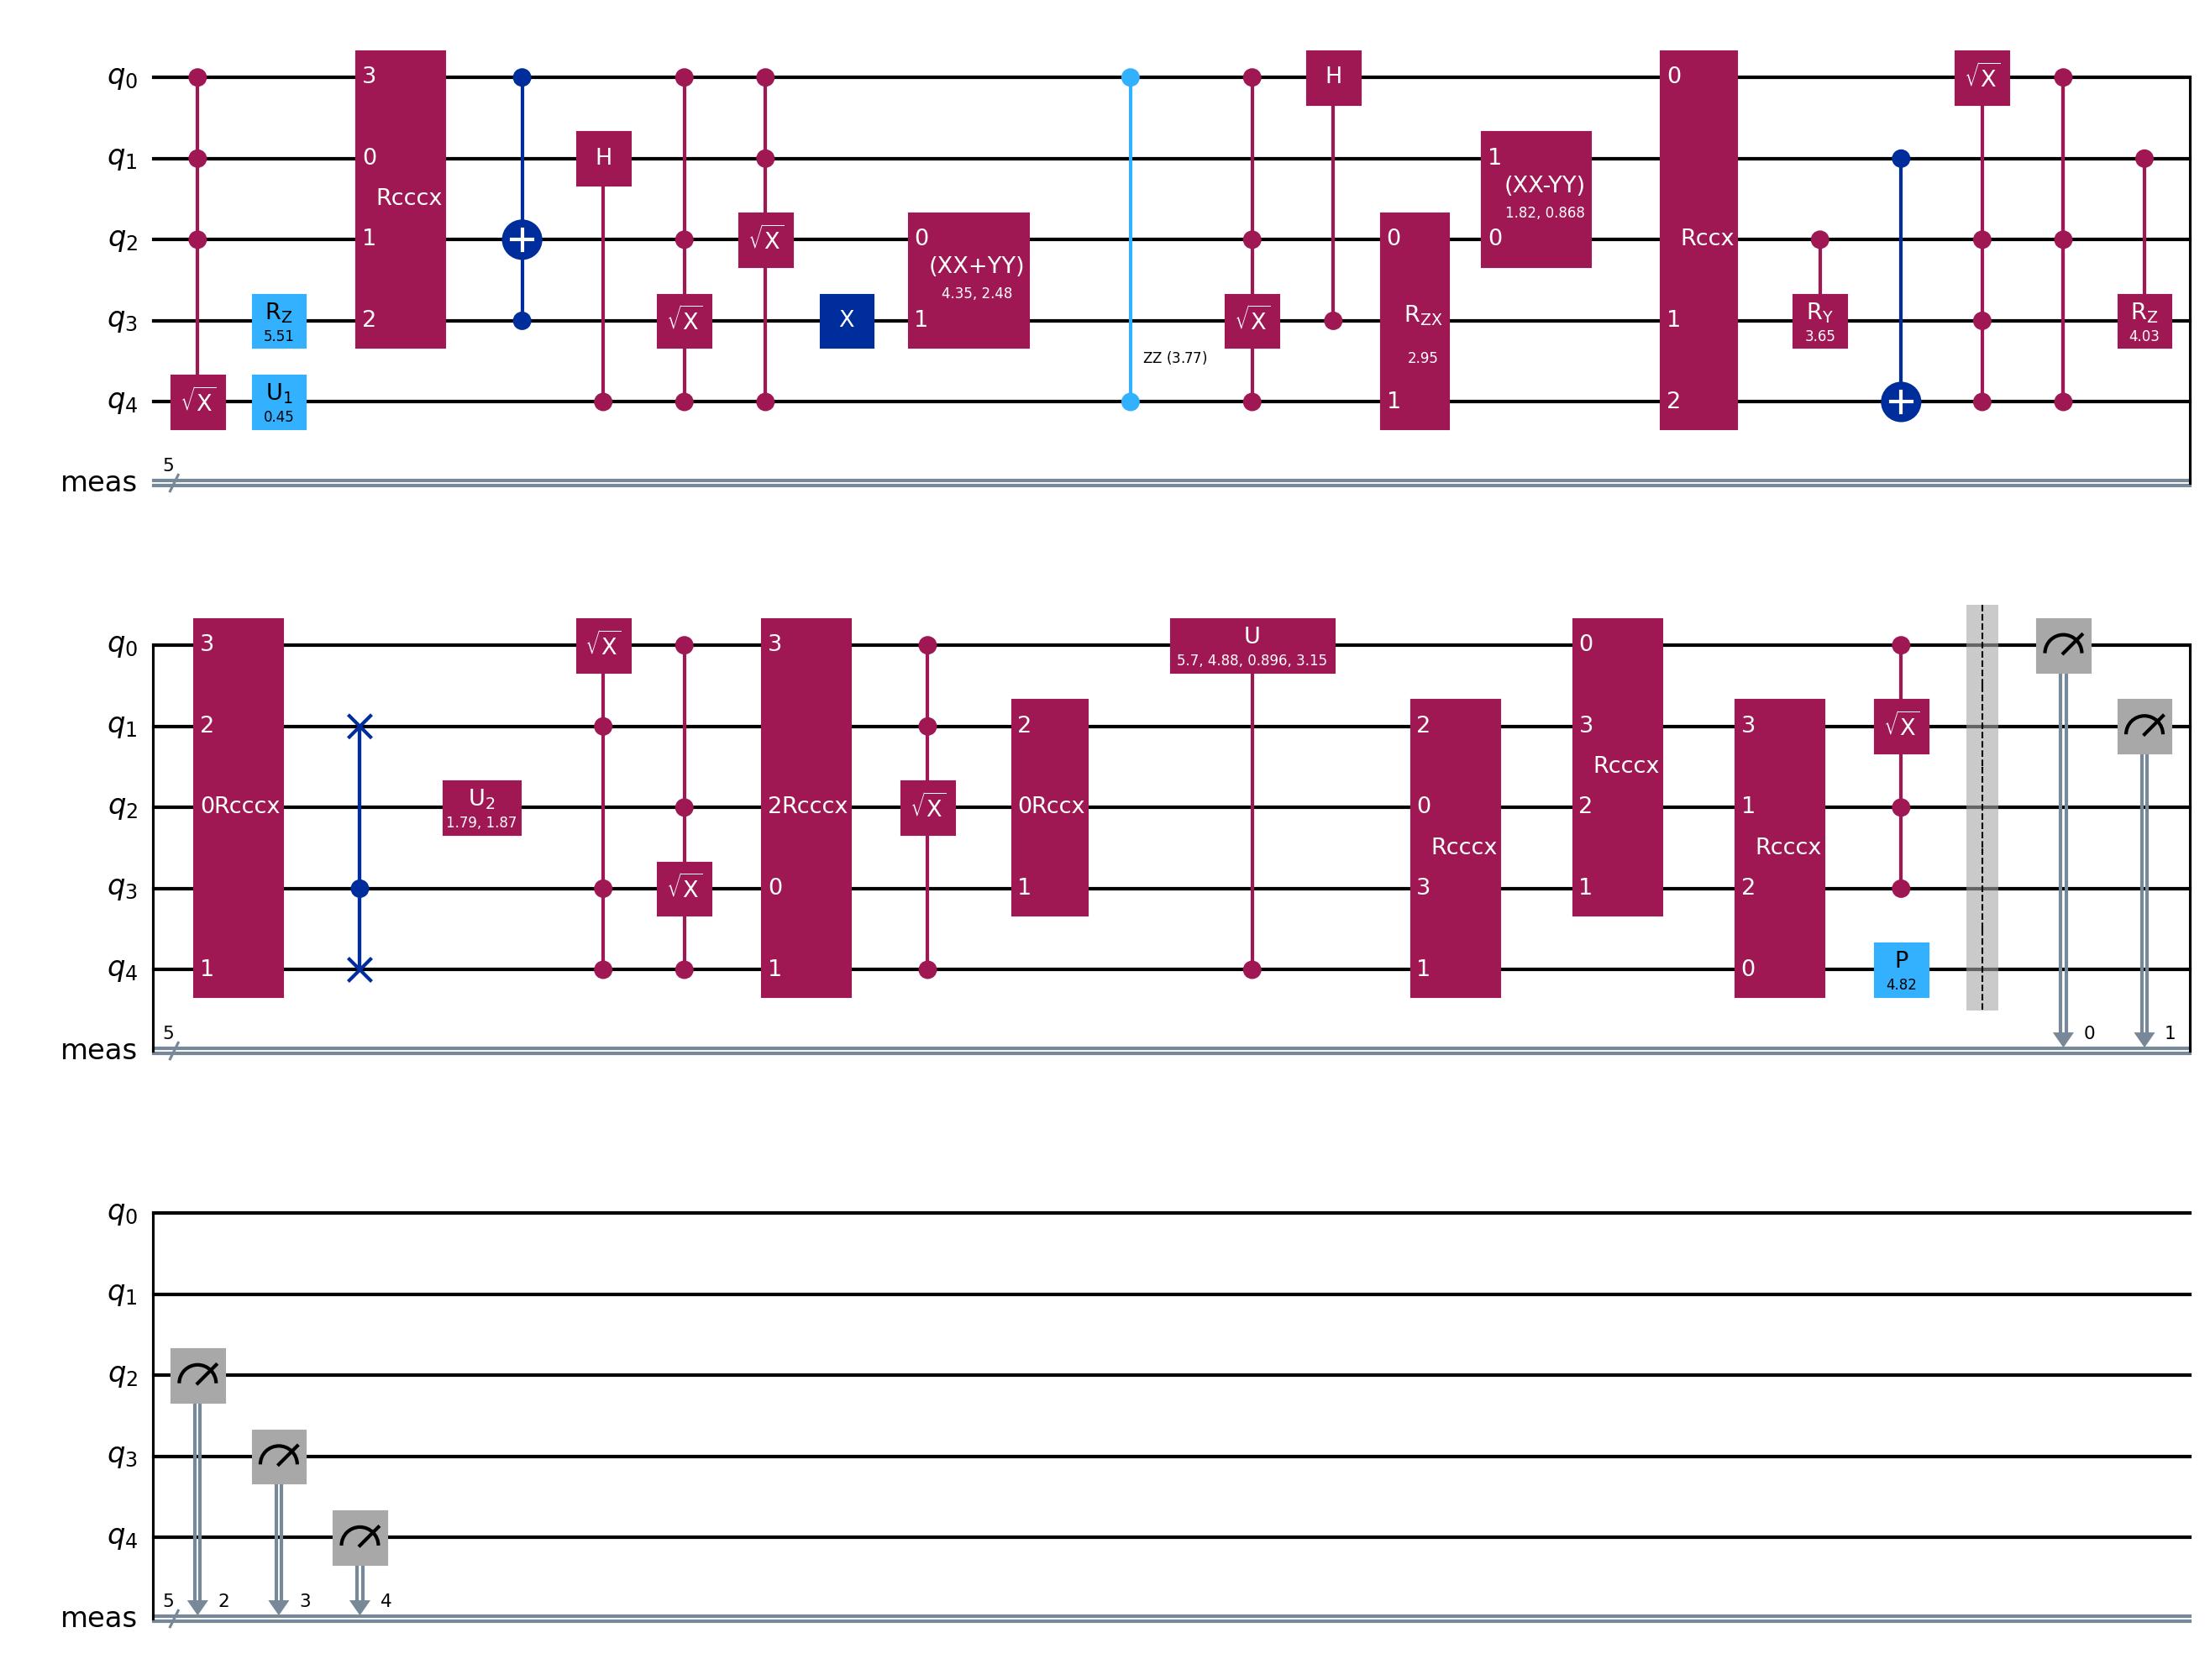 q0 3 H 0 √X
q1 0 H 1
(XX-YY)
1.82, 0.868
Rcccx
q2 1 √X 0 0 0 Rccx
(XX+YY)
4.35, 2.48
q3 RZ 2 √X X 1 √X RZX 1 RY RZ
5.51 3.65 4.03
ZZ (3.77) 2.95
q4 √X U1 1 2
0.45
5
meas
q0 3 √X 3 U 0
5.7, 4.88, 0.896, 3.15
q1 2 2 2 3 3 √X
Rcccx
q2 0Rcccx U2 2Rcccx √X 0Rccx 0 2 1
1.79, 1.87
Rcccx Rcccx
q3 √X 0 1 3 1 2
q4 1 1 1 0 P
4.82
5 0 1
meas
q0
q1
q2
q3
q4
5 2 3 4
meas